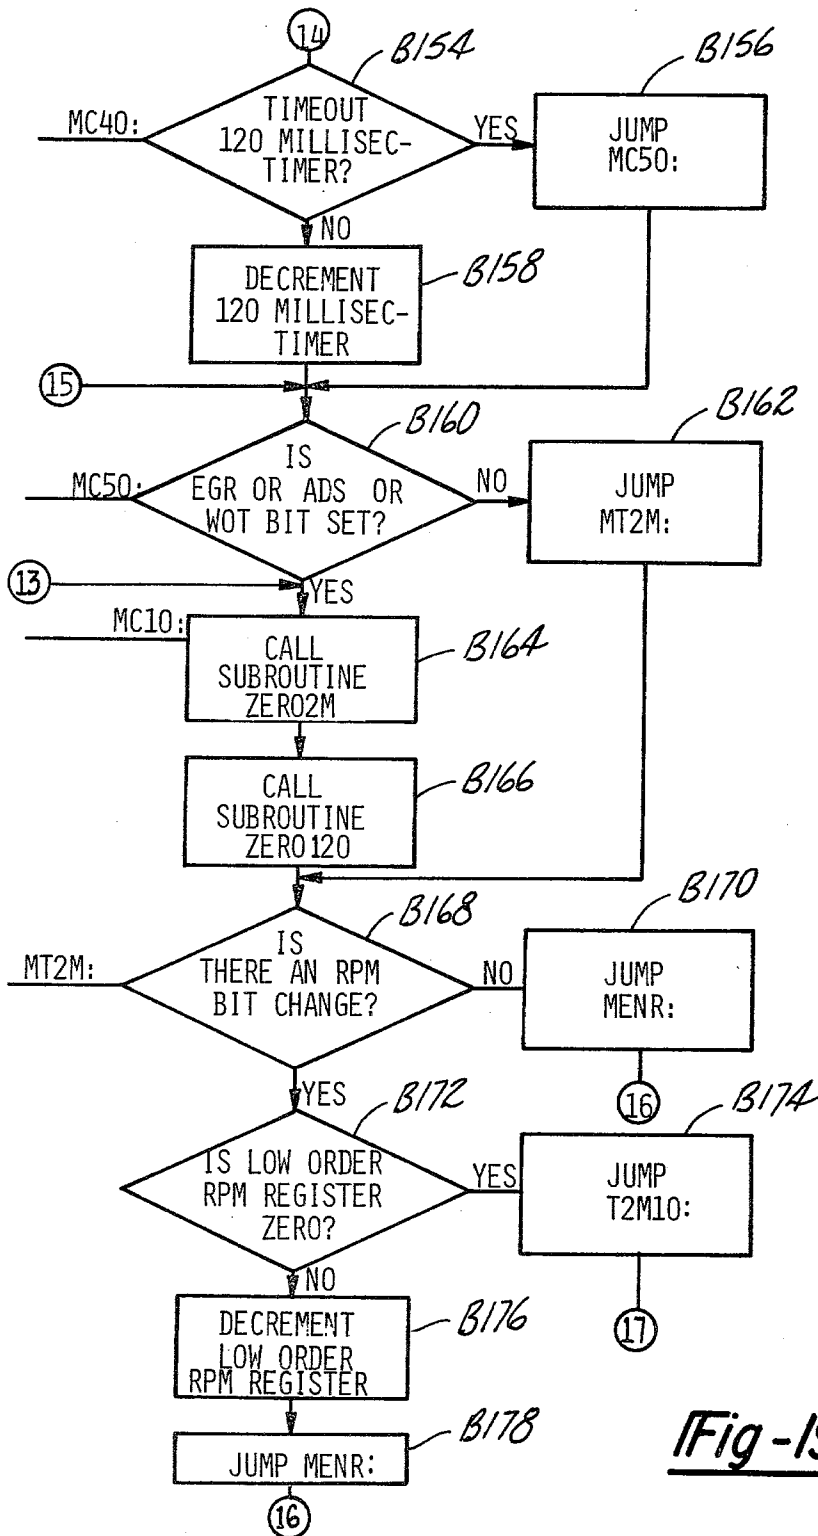 14
B154
B156
MC40:
TIMEOUT
120 MILLISEC-
TIMER?
YES
JUMP
MC50:
NO
DECREMENT
120 MILLISEC-
TIMER
B158
15
B160
B162
MC50:
IS
EGR OR ADS OR
WOT BIT SET?
NO
JUMP
MT2M:
13
YES
MC10:
CALL
SUBROUTINE
ZERO2M
B164
CALL
SUBROUTINE
ZERO120
B166
B168
B170
MT2M:
IS
THERE AN RPM
BIT CHANGE?
NO
JUMP
MENR:
16
YES
B172
B174
IS LOW ORDER
RPM REGISTER
ZERO?
YES
JUMP
T2M10:
17
NO
DECREMENT
LOW ORDER
RPM REGISTER
B176
JUMP MENR:
B178
16